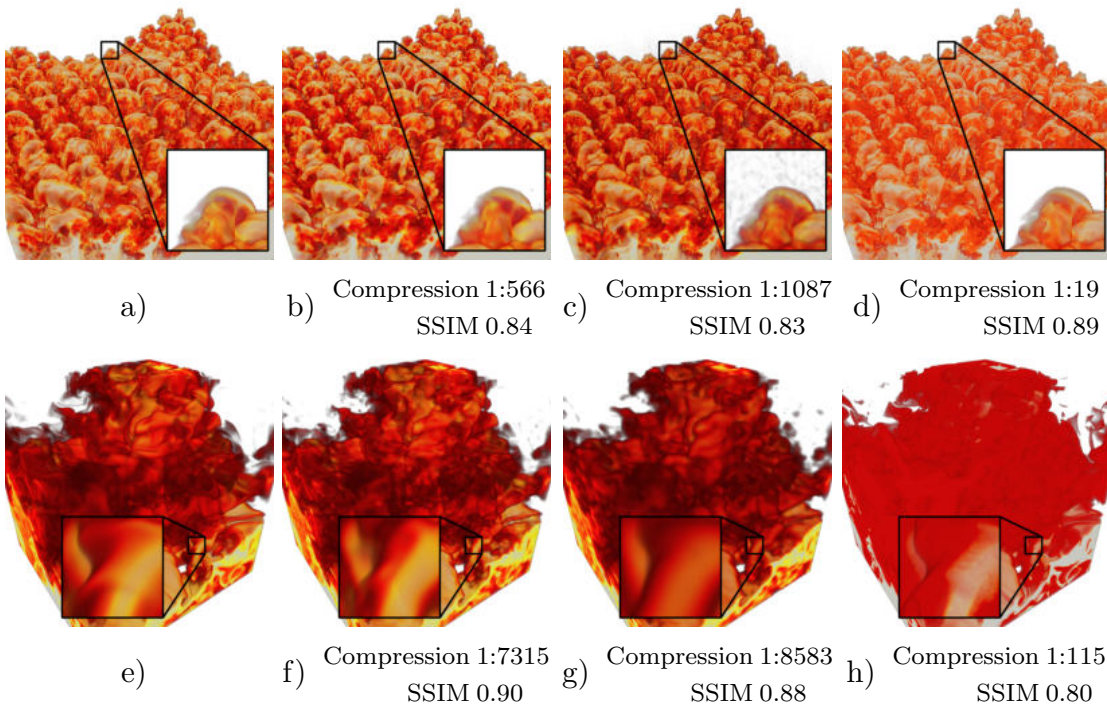 a)
b) Compression 1:566
SSIM 0.84
c) Compression 1:1087
SSIM 0.83
d) Compression 1:19
SSIM 0.89
e)
f) Compression 1:7315
SSIM 0.90
g) Compression 1:8583
SSIM 0.88
h) Compression 1:115
SSIM 0.80